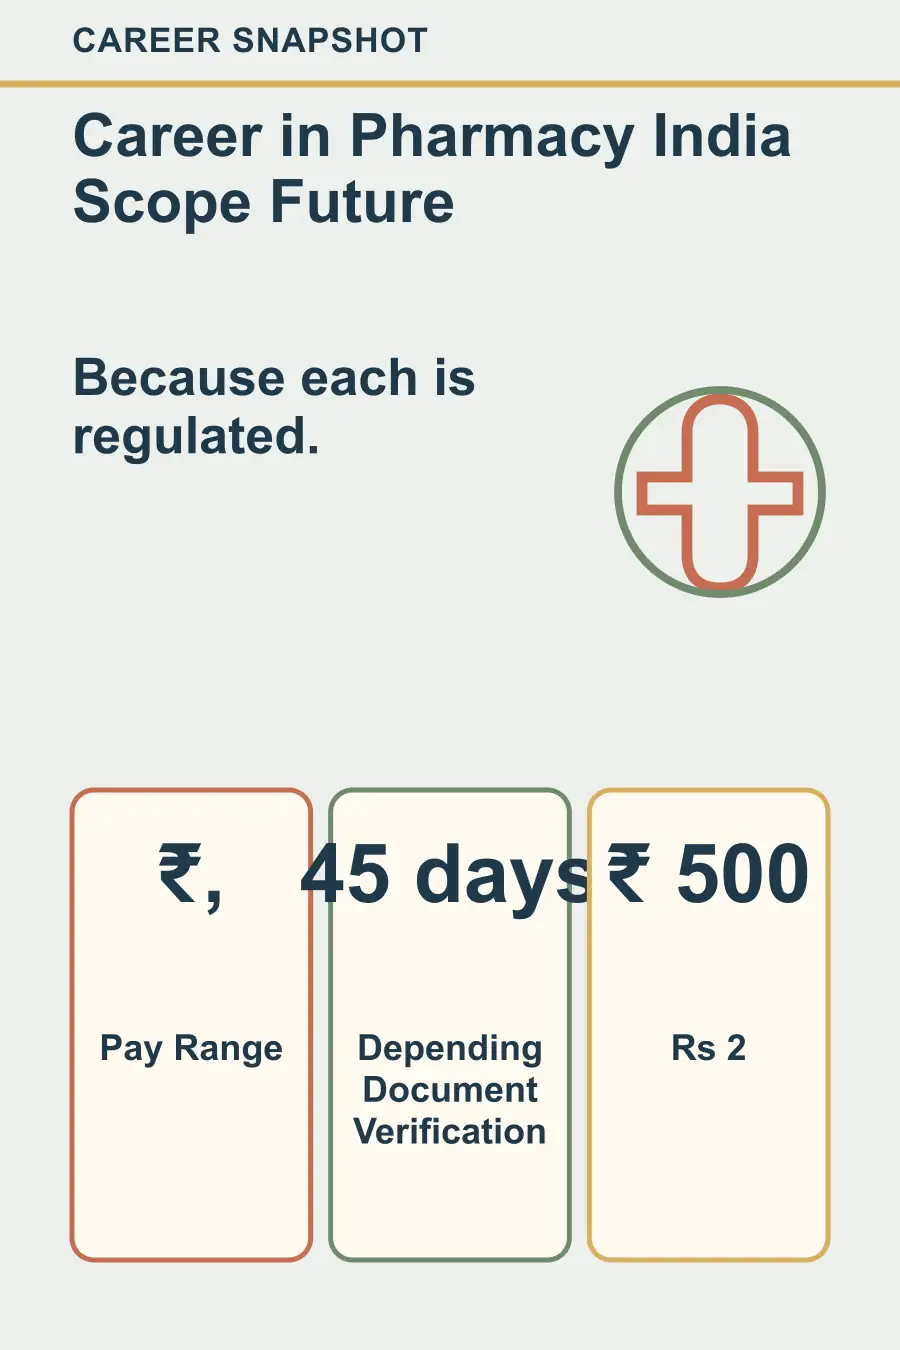 CAREER SNAPSHOT
Career in Pharmacy India
Scope Future
Because each is
regulated.
₹,
Pay Range
45 days
Depending
Document
Verification
₹ 500
Rs 2